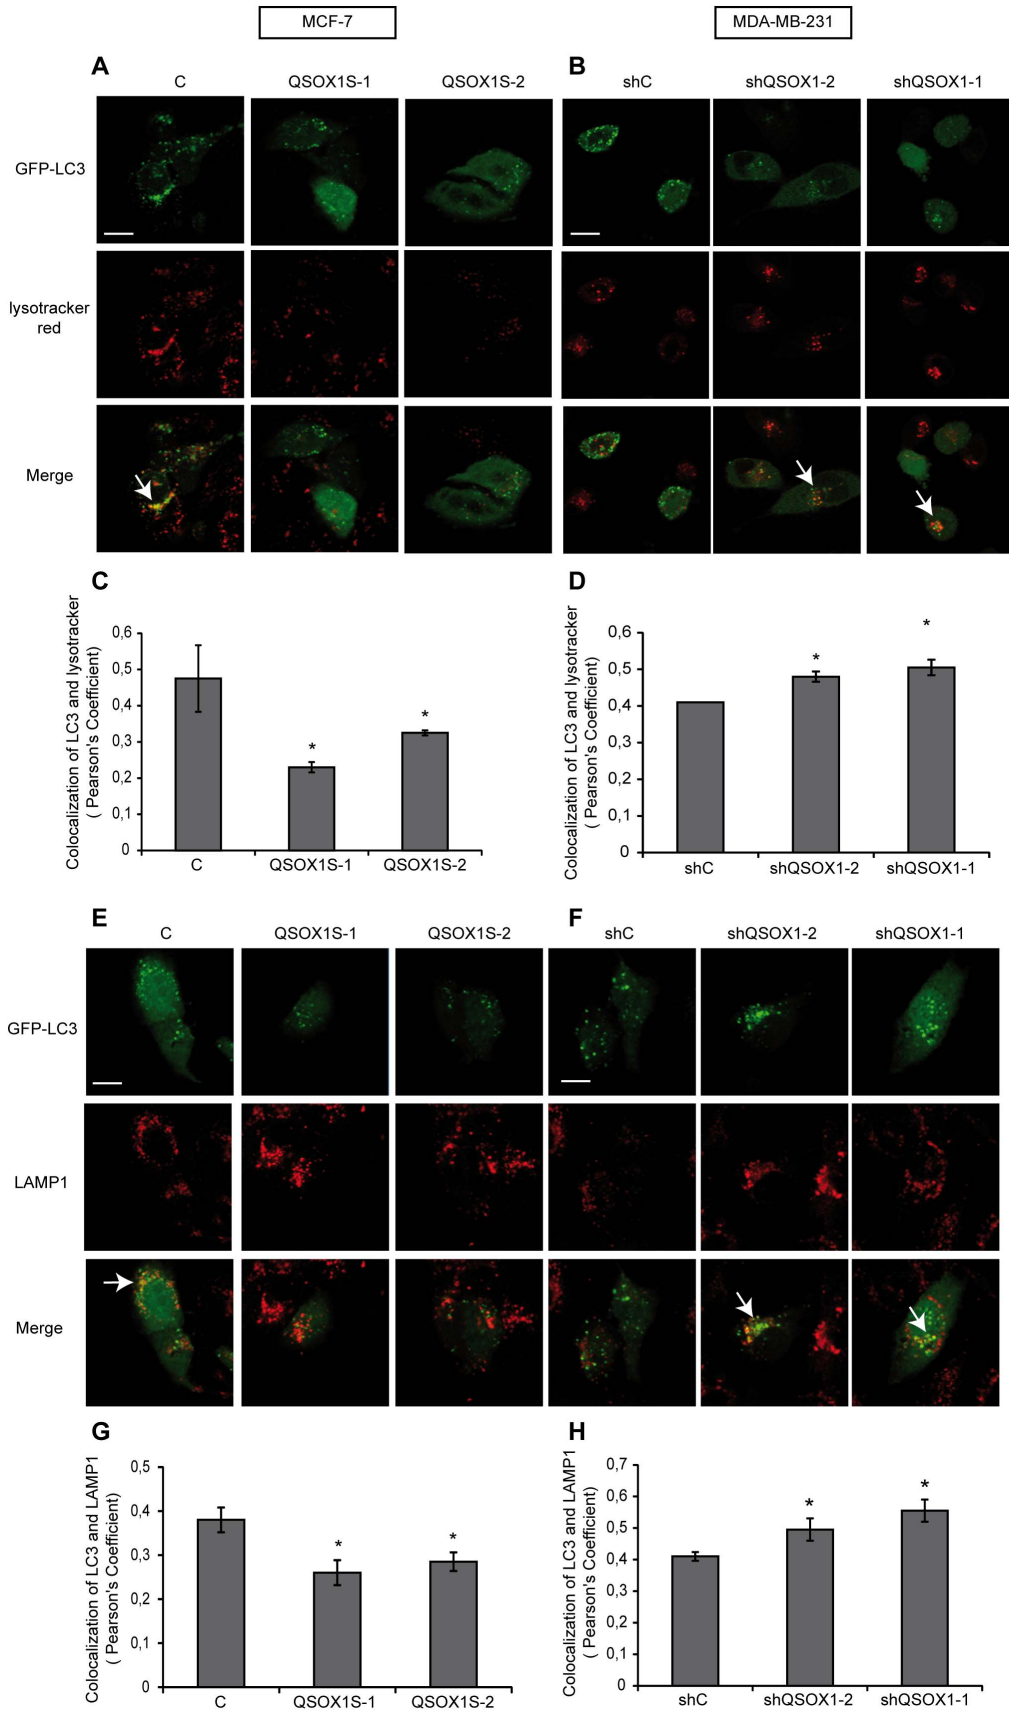 MCF-7 MDA-MB-231
A B
C QSOX1S-1 QSOX1S-2 shC shQSOX1-2 shQSOX1-1
GFP-LC3
lysotracker
red
Merge
C D
Colocalization of LC3 and lysotracker
( Pearson's Coefficient)
0,6
0,5
0,4
0,3
0,2
0,1
0
* *
C QSOX1S-1 QSOX1S-2
Colocalization of LC3 and lysotracker
( Pearson's Coefficient)
0,6
0,5
0,4
0,3
0,2
0,1
0
* *
shC shQSOX1-2 shQSOX1-1
E F
C QSOX1S-1 QSOX1S-2 shC shQSOX1-2 shQSOX1-1
GFP-LC3
LAMP1
Merge
G H
Colocalization of LC3 and LAMP1
( Pearson's Coefficient)
0,5
0,4
0,3
0,2
0,1
0
* *
C QSOX1S-1 QSOX1S-2
Colocalization of LC3 and LAMP1
( Pearson's Coefficient)
0,7
0,6
0,5
0,4
0,3
0,2
0,1
0
* *
shC shQSOX1-2 shQSOX1-1